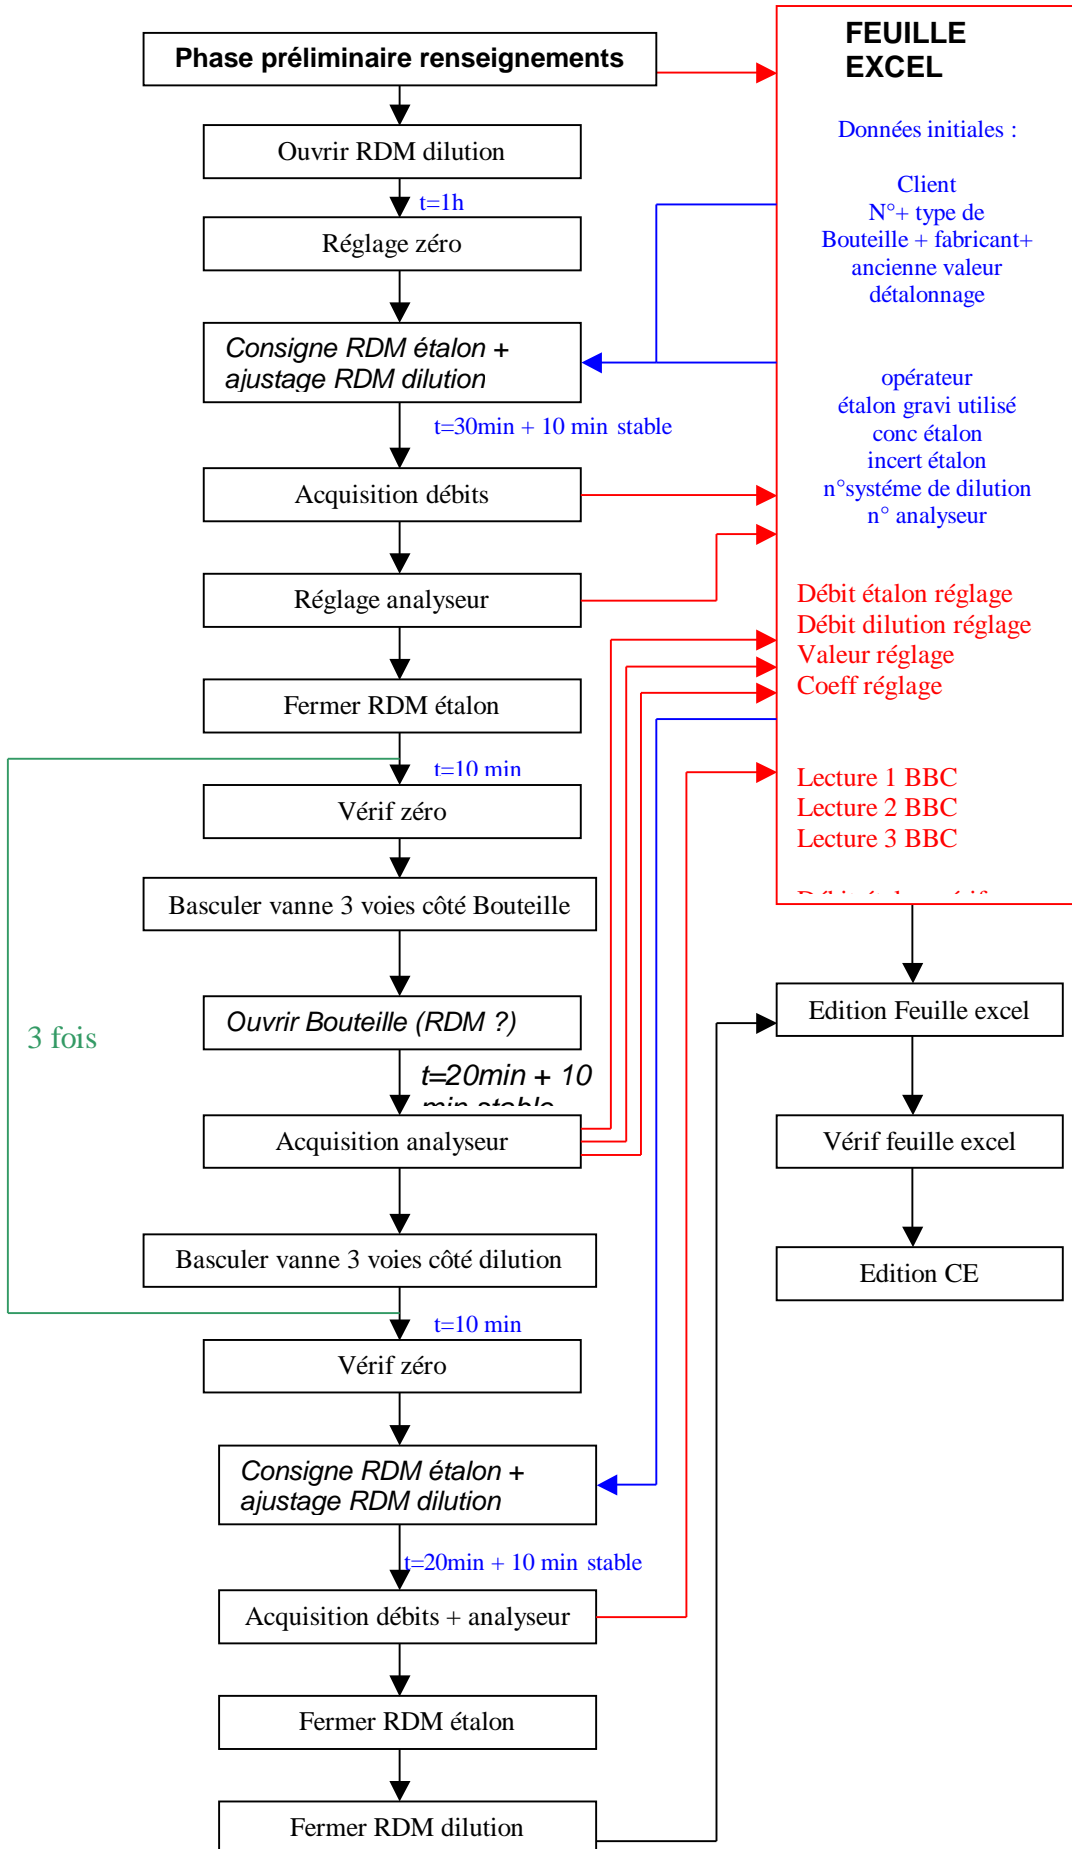 Phase préliminaire renseignements
Ouvrir RDM dilution
t=1h
Réglage zéro
Consigne RDM étalon +
ajustage RDM dilution
t=30min + 10 min stable
Acquisition débits
Réglage analyseur
Fermer RDM étalon
t=10 min
Vérif zéro
Basculer vanne 3 voies côté Bouteille
Ouvrir Bouteille (RDM ?)
3 fois
t=20min + 10
min stable
Acquisition analyseur
Basculer vanne 3 voies côté dilution
t=10 min
Vérif zéro
Consigne RDM étalon +
ajustage RDM dilution
t=20min + 10 min stable
Acquisition débits + analyseur
Fermer RDM étalon
Fermer RDM dilution
FEUILLE
EXCEL
Données initiales :
Client
N°+ type de
Bouteille + fabricant+
ancienne valeur
détalonnage
opérateur
étalon gravi utilisé
conc étalon
incert étalon
n°systéme de dilution
n° analyseur
Débit étalon réglage
Débit dilution réglage
Valeur réglage
Coeff réglage
Lecture 1 BBC
Lecture 2 BBC
Lecture 3 BBC
Edition Feuille excel
Vérif feuille excel
Edition CE